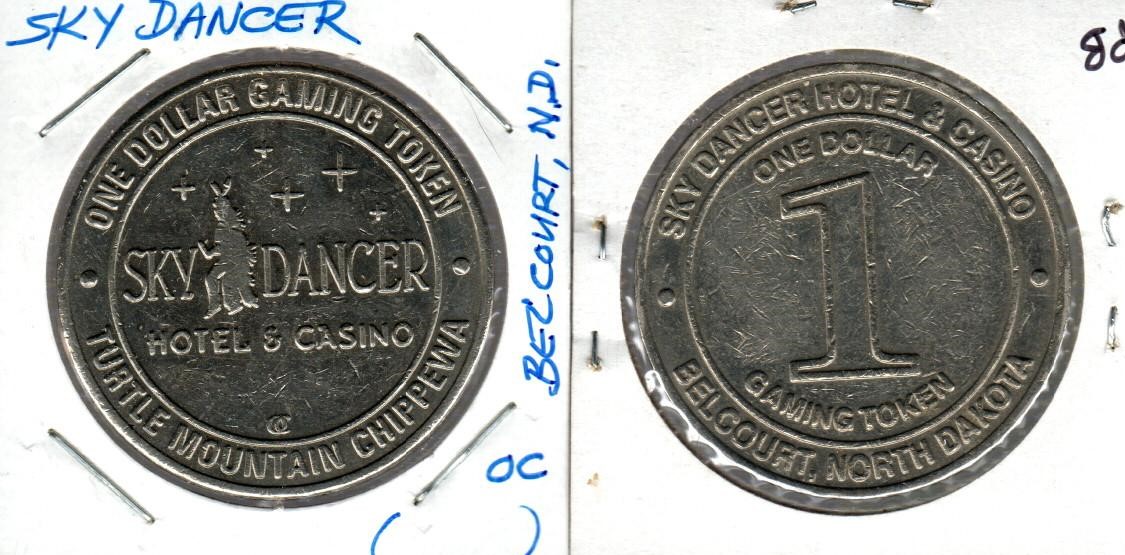 SKY DANCER
BELCOURT, N.D.
OC
( )
ONE DOLLAR GAMING TOKEN
SKY DANCER
HOTEL & CASINO
TURTLE MOUNTAIN CHIPPEWA
SKY DANCER HOTEL & CASINO
ONE DOLLAR
1
GAMING TOKEN
BELCOURT, NORTH DAKOTA